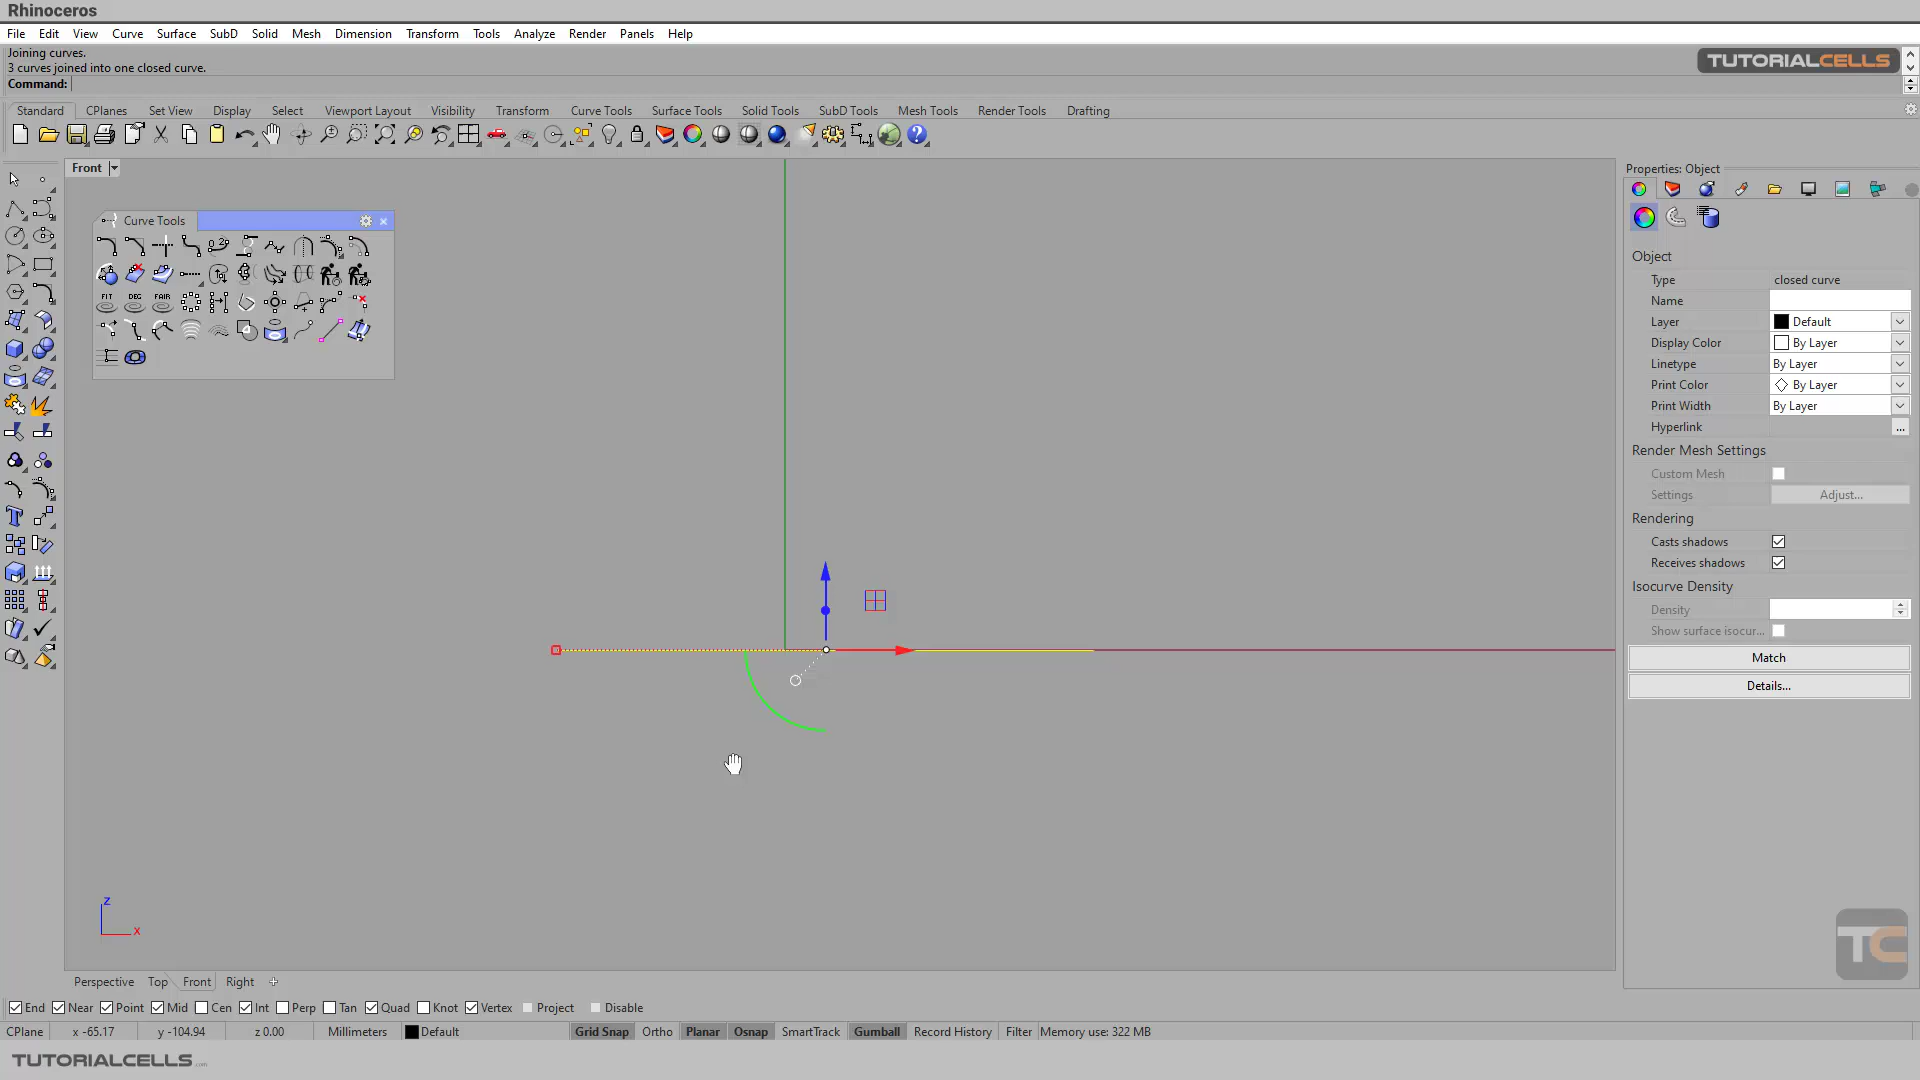 Rhinoceros
File Edit View Curve Surface SubD Solid Mesh Dimension Transform Tools Analyze Render Panels Help
Joining curves.
3 curves joined into one closed curve.
Command:
TUTORIALCELLS
Standard CPlanes Set View Display Select Viewport Layout Visibility Transform Curve Tools Surface Tools Solid Tools SubD Tools Mesh Tools Render Tools Drafting
Front
Curve Tools
FIT DEG FAIR
Properties: Object
Object
Type closed curve
Name
Layer Default
Display Color By Layer
Linetype By Layer
Print Color By Layer
Print Width By Layer
Hyperlink ...
Render Mesh Settings
Custom Mesh
Settings Adjust...
Rendering
Casts shadows
Receives shadows
Isocurve Density
Density
Show surface isocur...
Match
Details...
z
x
TC
Perspective Top Front Right
End Near Point Mid Cen Int Perp Tan Quad Knot Vertex Project Disable
CPlane x -65.17 y -104.94 z 0.00 Millimeters Default Grid Snap Ortho Planar Osnap SmartTrack Gumball Record History Filter Memory use: 322 MB
TUTORIALCELLS.com